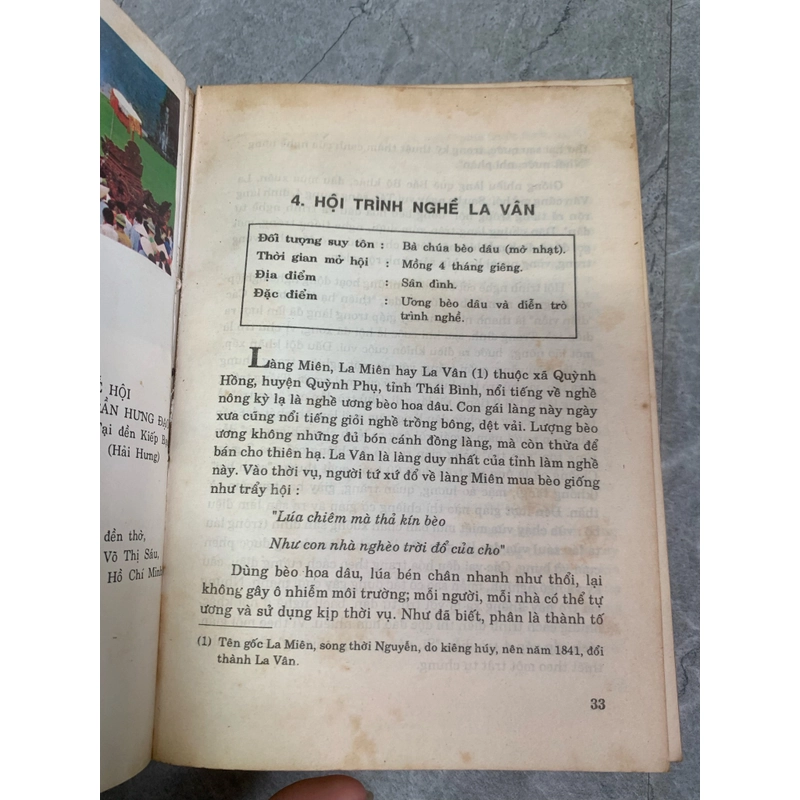 HỘI
ẦN HƯNG ĐẠ
Tại đền Kiếp Bạ
(Hải Hưng)
đền thờ,
Võ Thị Sáu,
Hồ Chí Minh
4. HỘI TRÌNH NGHỀ LA VÂN
Đối tượng suy tôn : Bà chúa bèo dâu (mở nhạt).
Thời gian mở hội : Mồng 4 tháng giêng.
Địa điểm : Sân đình.
Đặc điểm : Ương bèo dâu và diễn trò
trình nghề.
Làng Miên, La Miên hay La Vân (1) thuộc xã Quỳnh
Hồng, huyện Quỳnh Phụ, tỉnh Thái Bình, nổi tiếng về nghề
nông kỳ lạ là nghề ương bèo hoa dâu. Con gái làng này ngày
xưa cũng nổi tiếng giỏi nghề trồng bông, dệt vải. Lượng bèo
ương không những đủ bón cánh đồng làng, mà còn thừa để
bán cho thiên hạ. La Vân là làng duy nhất của tỉnh làm nghề
này. Vào thời vụ, người tứ xứ đổ về làng Miên mua bèo giống
như trẩy hội :
"Lúa chiêm mà thả kín bèo
Như con nhà nghèo trời đổ của cho"
Dùng bèo hoa dâu, lúa bén chân nhanh như thổi, lại
không gây ô nhiễm môi trường; mỗi người, mỗi nhà có thể tự
ương và sử dụng kịp thời vụ. Như đã biết, phân là thành tố
(1) Tên gốc La Miên, song thời Nguyễn, do kiêng húy, nên năm 1841, đổi
thành La Vân.
33